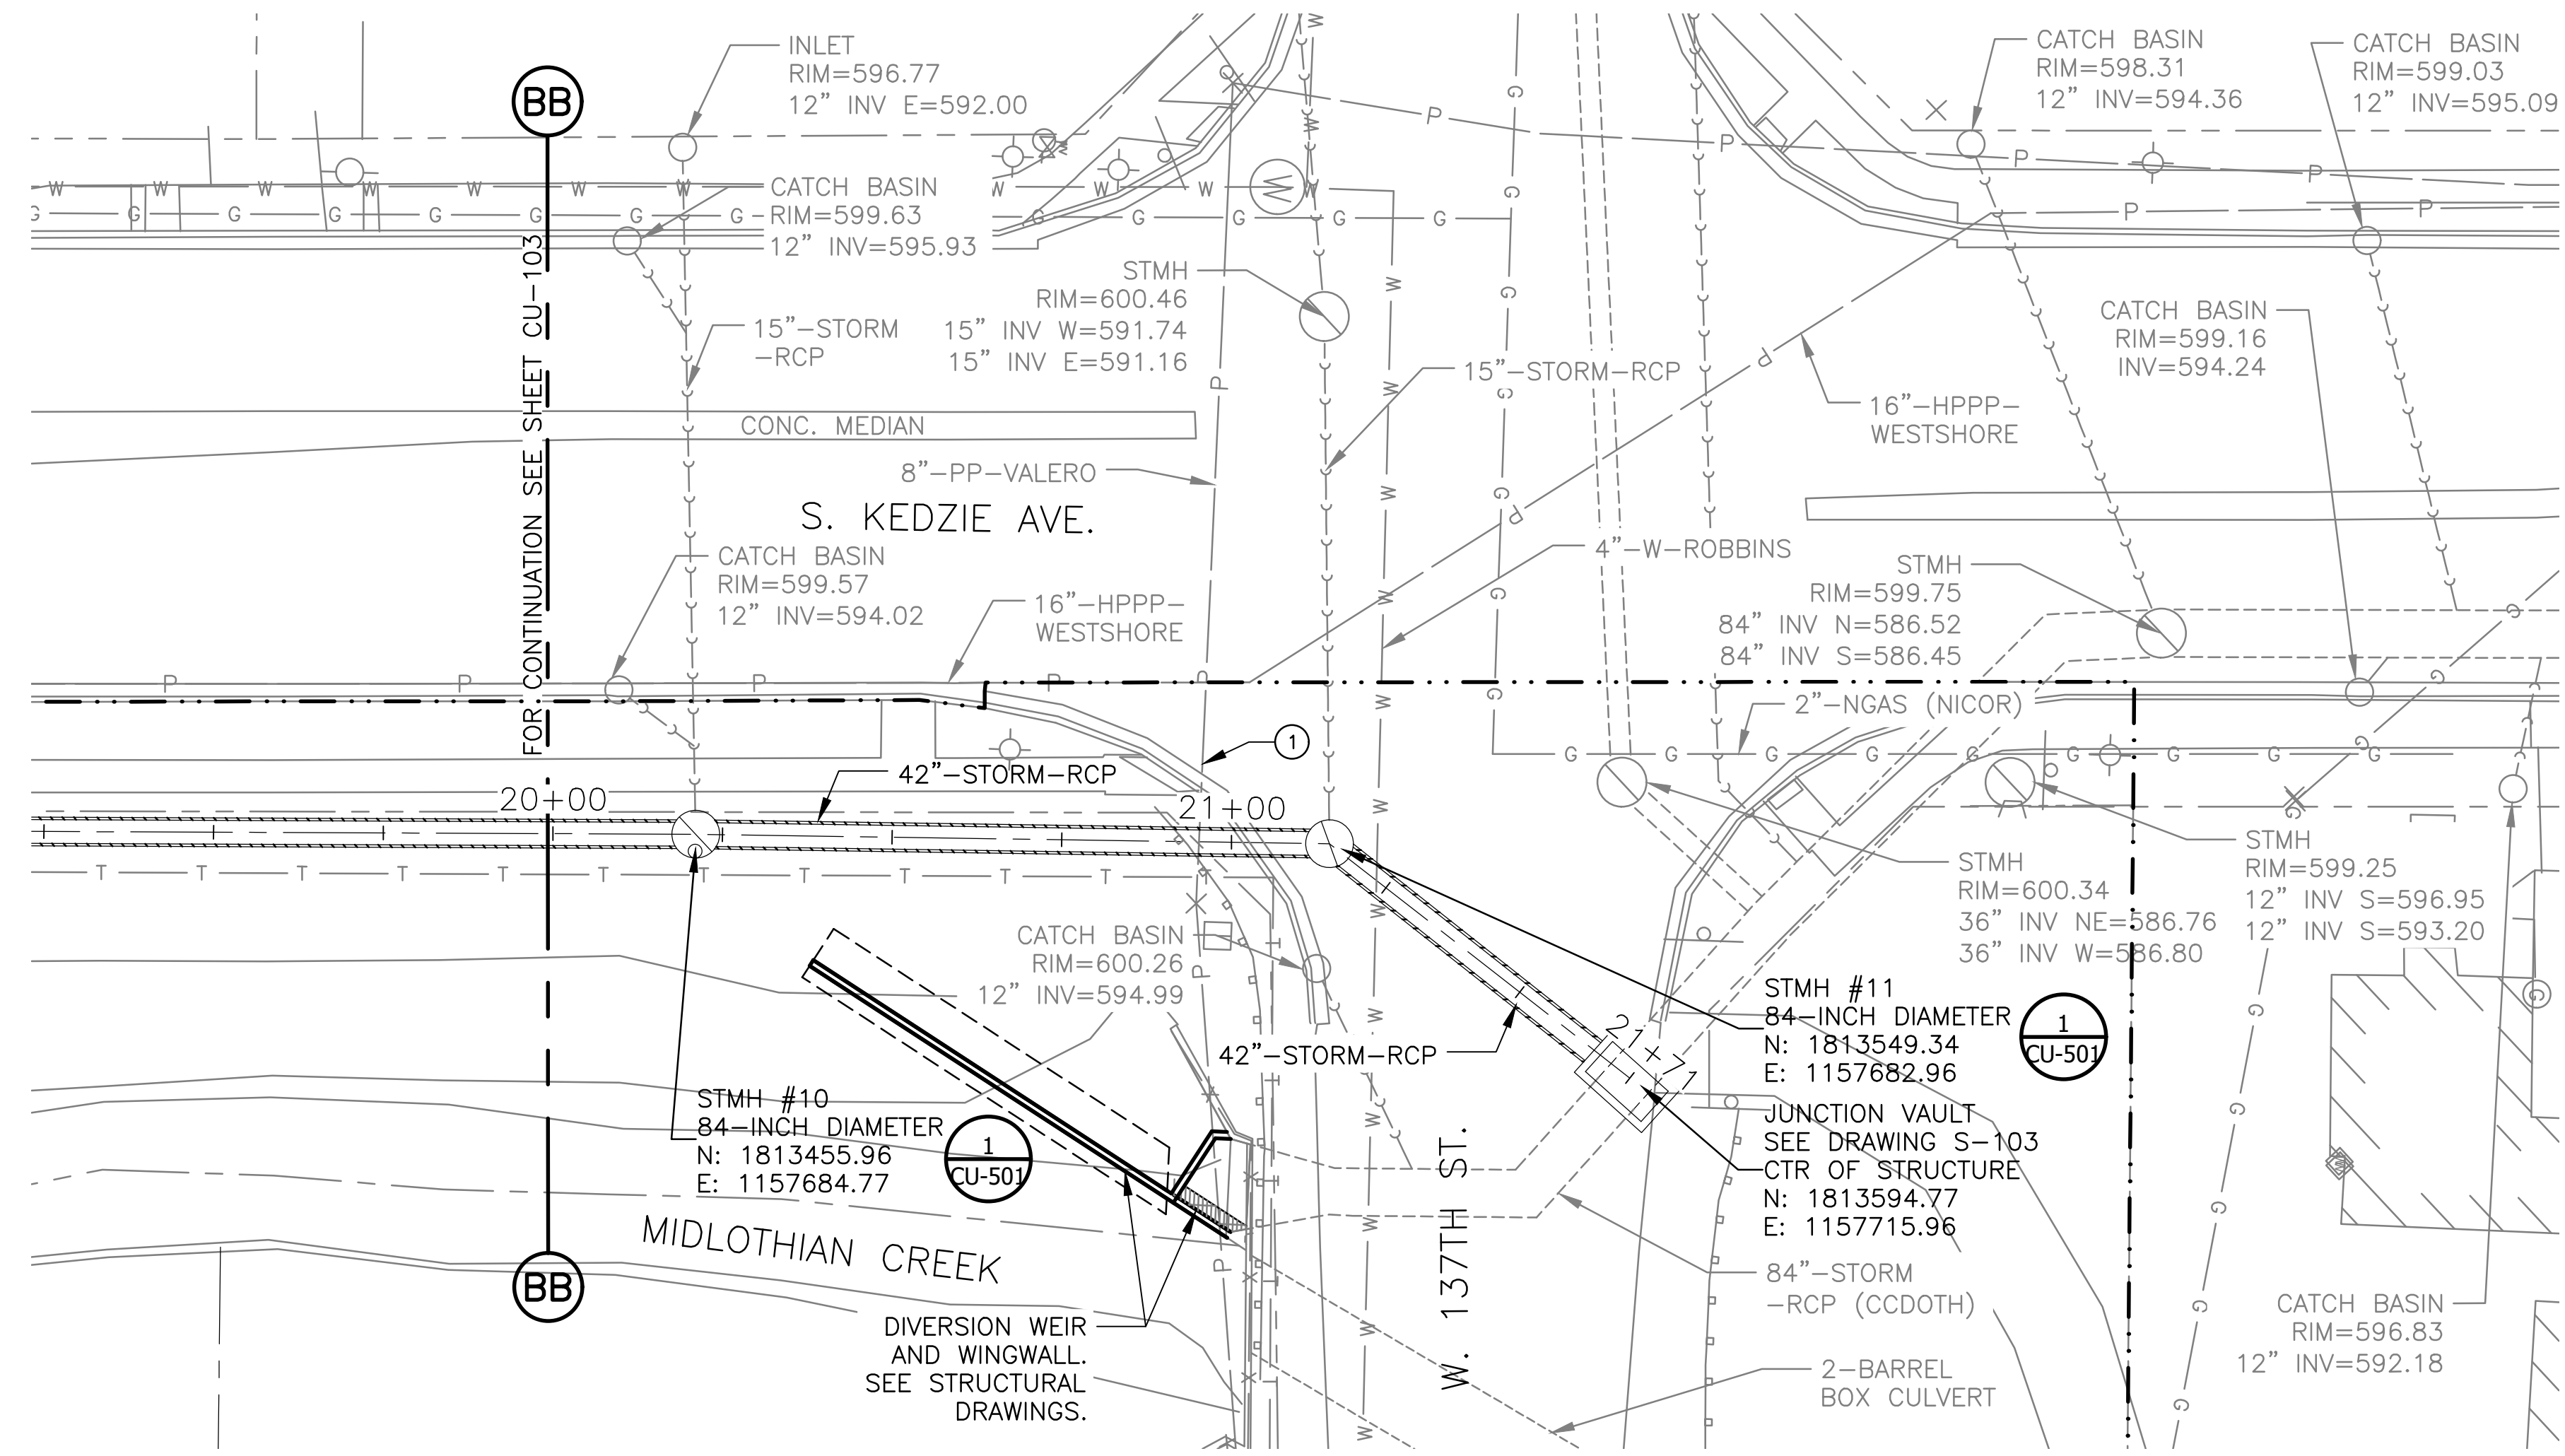 INLET
RIM=596.77
12” INV E=592.00
CATCH BASIN
RIM=598.31
12” INV=594.36
CATCH BASIN
RIM=599.03
12” INV=595.09
BB
CATCH BASIN
RIM=599.63
12” INV=595.93
STMH
RIM=600.46
15” INV W=591.74
15” INV E=591.16
15”-STORM
-RCP
15”-STORM-RCP
CATCH BASIN
RIM=599.16
INV=594.24
16”-HPPP-
WESTSHORE
CONC. MEDIAN
8”-PP-VALERO
S. KEDZIE AVE.
FOR CONTINUATION SEE SHEET CU-103
4”-W-ROBBINS
CATCH BASIN
RIM=599.57
12” INV=594.02
16”-HPPP-
WESTSHORE
STMH
RIM=599.75
84” INV N=586.52
84” INV S=586.45
2”-NGAS (NICOR)
1
42”-STORM-RCP
20+00
21+00
STMH
RIM=600.34
36” INV NE=586.76
36” INV W=586.80
STMH
RIM=599.25
12” INV S=596.95
12” INV S=593.20
CATCH BASIN
RIM=600.26
12” INV=594.99
42”-STORM-RCP
21+71
STMH #11
84-INCH DIAMETER
N: 1813549.34
E: 1157682.96
1
CU-501
JUNCTION VAULT
SEE DRAWING S-103
CTR OF STRUCTURE
N: 1813594.77
E: 1157715.96
STMH #10
84-INCH DIAMETER
N: 1813455.96
E: 1157684.77
1
CU-501
MIDLOTHIAN CREEK
BB
W. 137TH ST.
84”-STORM
-RCP (CCDOTH)
DIVERSION WEIR
AND WINGWALL.
SEE STRUCTURAL
DRAWINGS.
2-BARREL
BOX CULVERT
CATCH BASIN
RIM=596.83
12” INV=592.18
W W W W W W W W W W W
G G G G G G G G G G G G
P P P P P P
T T T T T T T T T T T
G G G G G G G G G